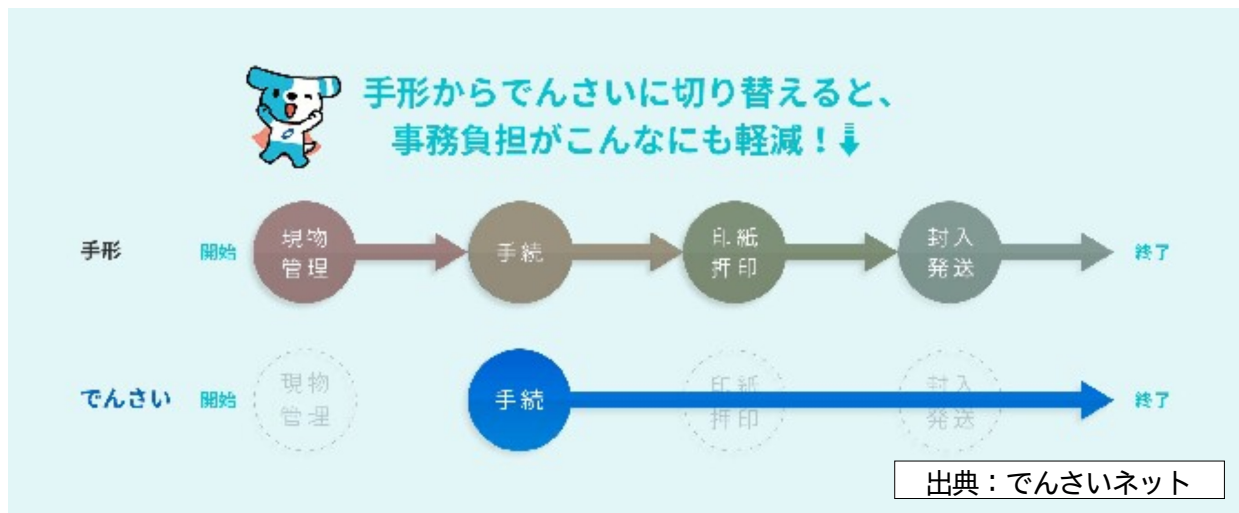 手形からでんさいに切り替えると、
事務負担がこんなにも軽減！
手形
開始
現物
管理
手続
印紙
押印
封入
発送
終了
でんさい
開始
現物
管理
手続
印紙
押印
封入
発送
終了
出典：でんさいネット